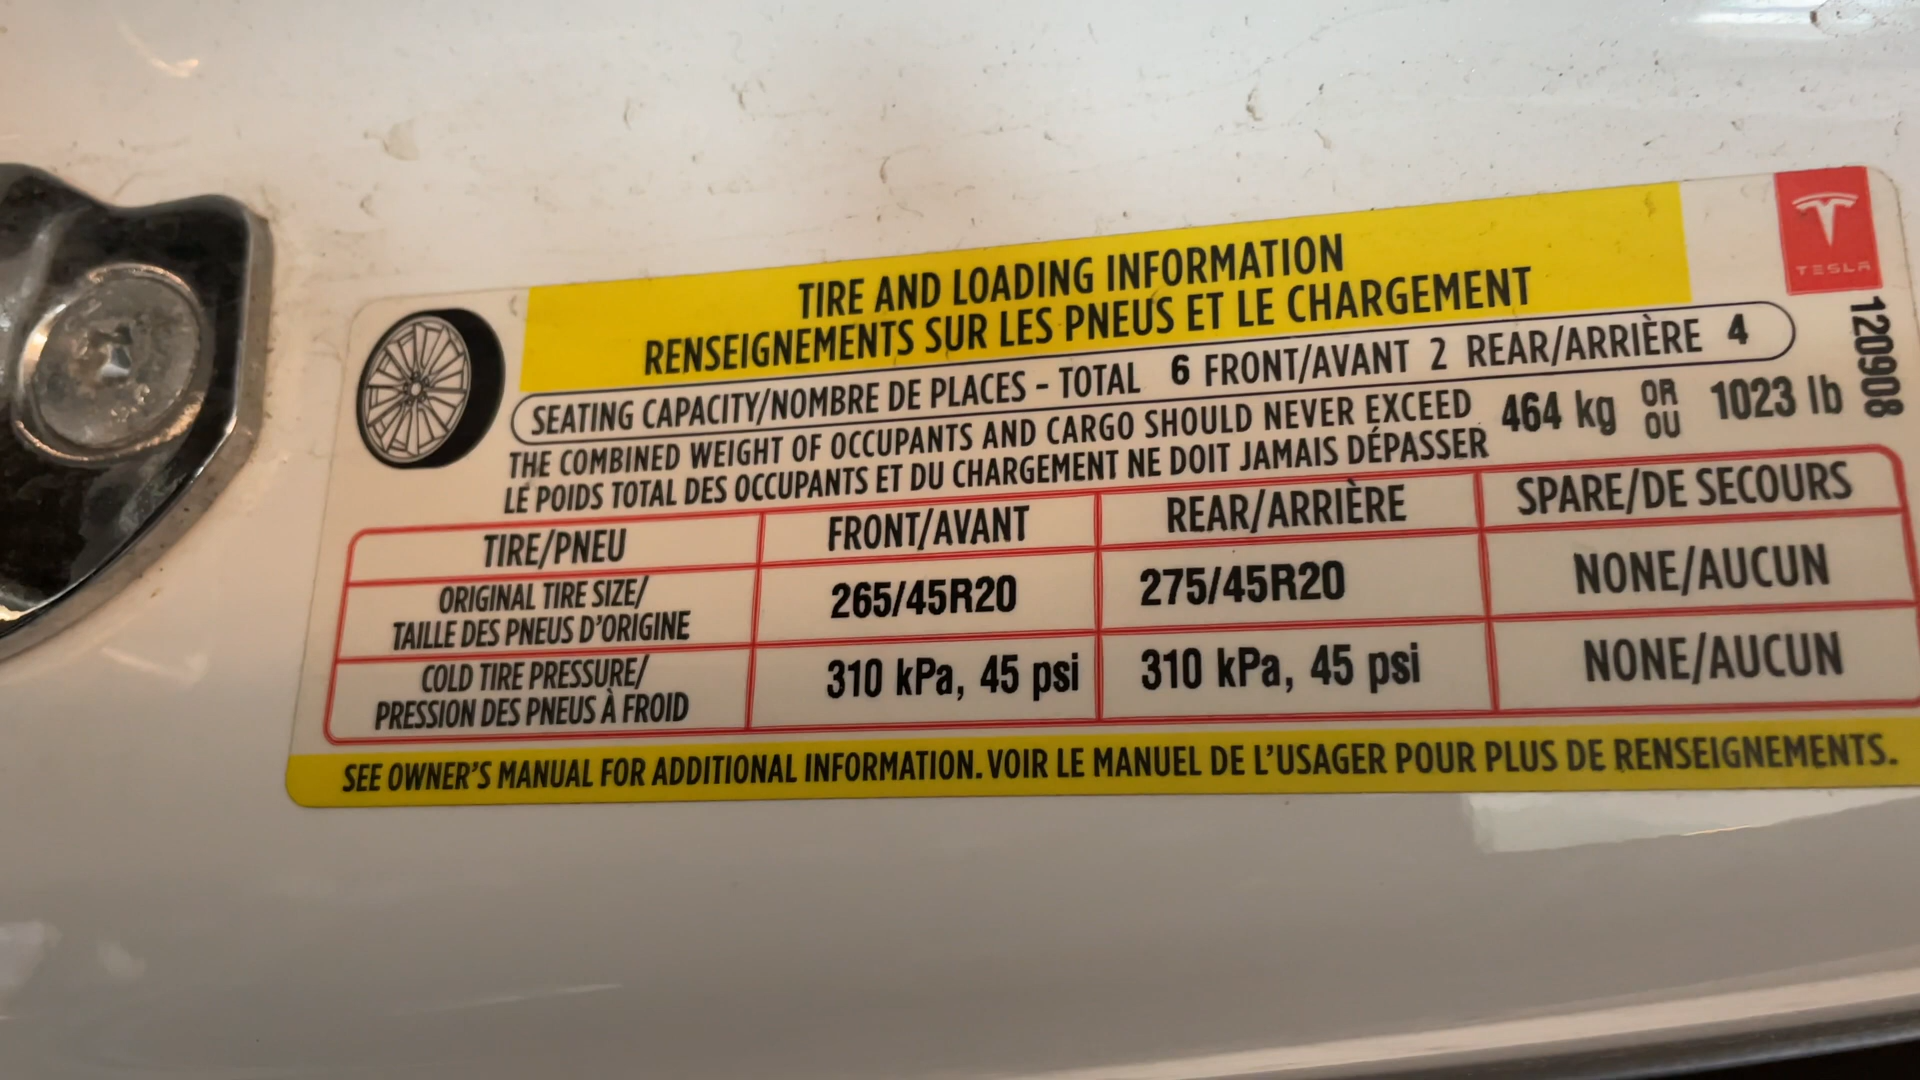 TESLA
TIRE AND LOADING INFORMATION
RENSEIGNEMENTS SUR LES PNEUS ET LE CHARGEMENT
SEATING CAPACITY/NOMBRE DE PLACES - TOTAL 6 FRONT/AVANT 2 REAR/ARRIÈRE 4
THE COMBINED WEIGHT OF OCCUPANTS AND CARGO SHOULD NEVER EXCEED
LE POIDS TOTAL DES OCCUPANTS ET DU CHARGEMENT NE DOIT JAMAIS DÉPASSER
464 kg OR OU 1023 lb
120908
TIRE/PNEU FRONT/AVANT REAR/ARRIÈRE SPARE/DE SECOURS
ORIGINAL TIRE SIZE/
TAILLE DES PNEUS D'ORIGINE
265/45R20 275/45R20 NONE/AUCUN
COLD TIRE PRESSURE/
PRESSION DES PNEUS À FROID
310 kPa, 45 psi 310 kPa, 45 psi NONE/AUCUN
SEE OWNER'S MANUAL FOR ADDITIONAL INFORMATION. VOIR LE MANUEL DE L'USAGER POUR PLUS DE RENSEIGNEMENTS.